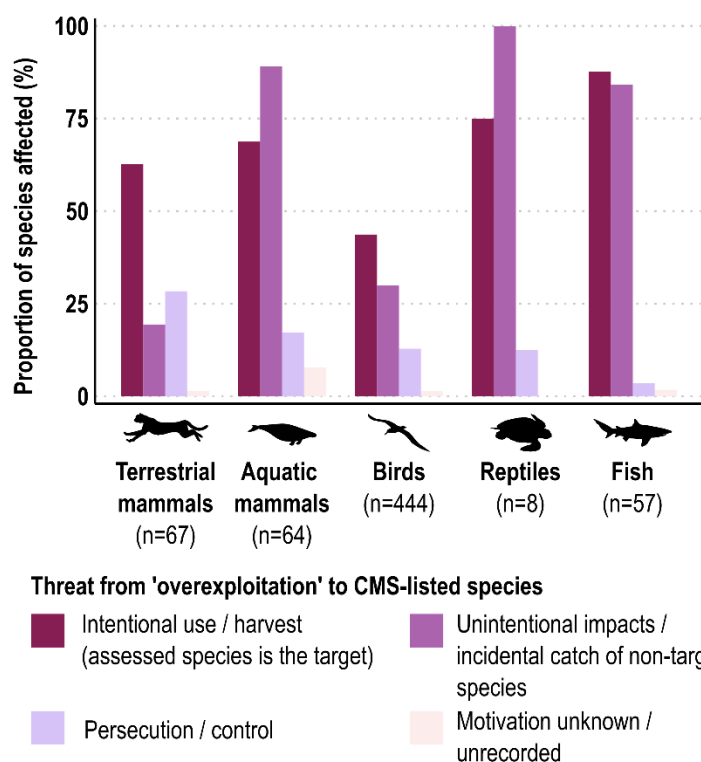 Proportion of species affected (%)
100
75
50
25
0
Terrestrial
mammals
(n=67)
Aquatic
mammals
(n=64)
Birds
(n=444)
Reptiles
(n=8)
Fish
(n=57)
Threat from 'overexploitation' to CMS-listed species
Intentional use / harvest
(assessed species is the target)
Unintentional impacts /
incidental catch of non-targ
species
Persecution / control
Motivation unknown /
unrecorded